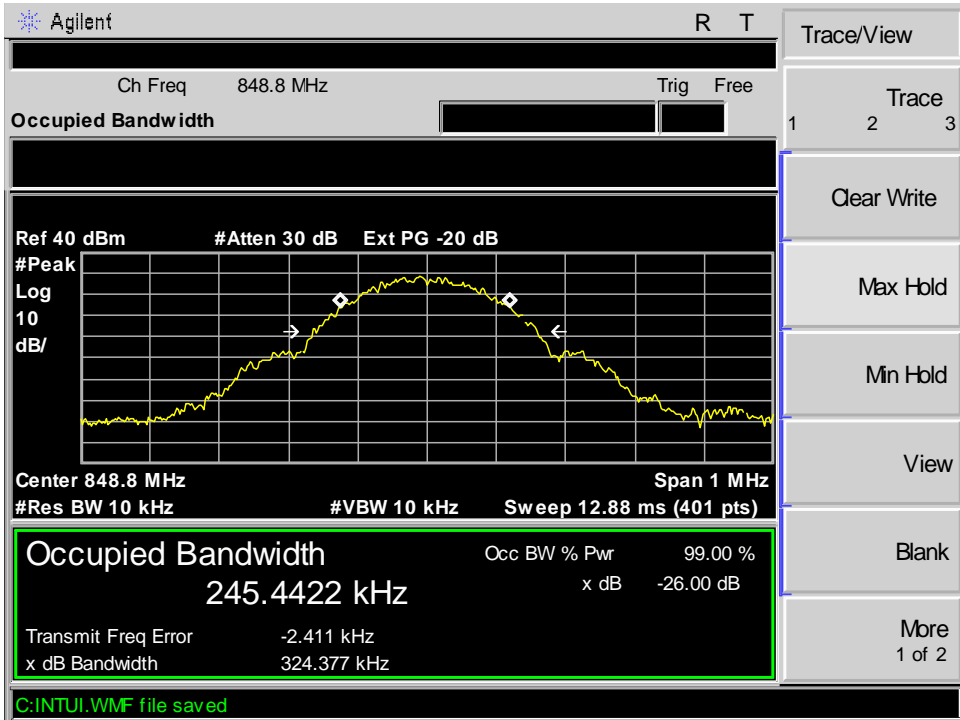 Agilent R T
Trace/View
Ch Freq 848.8 MHz Trig Free
Occupied Bandwidth
Trace
1 2 3
Clear Write
Ref 40 dBm #Atten 30 dB Ext PG -20 dB
#Peak
Log
10
dB/
Max Hold
Min Hold
View
Center 848.8 MHz Span 1 MHz
#Res BW 10 kHz #VBW 10 kHz Sweep 12.88 ms (401 pts)
Occupied Bandwidth
245.4422 kHz
Occ BW % Pwr 99.00 %
x dB -26.00 dB
Transmit Freq Error -2.411 kHz
x dB Bandwidth 324.377 kHz
Blank
More
1 of 2
C:INTUI.WMF file saved